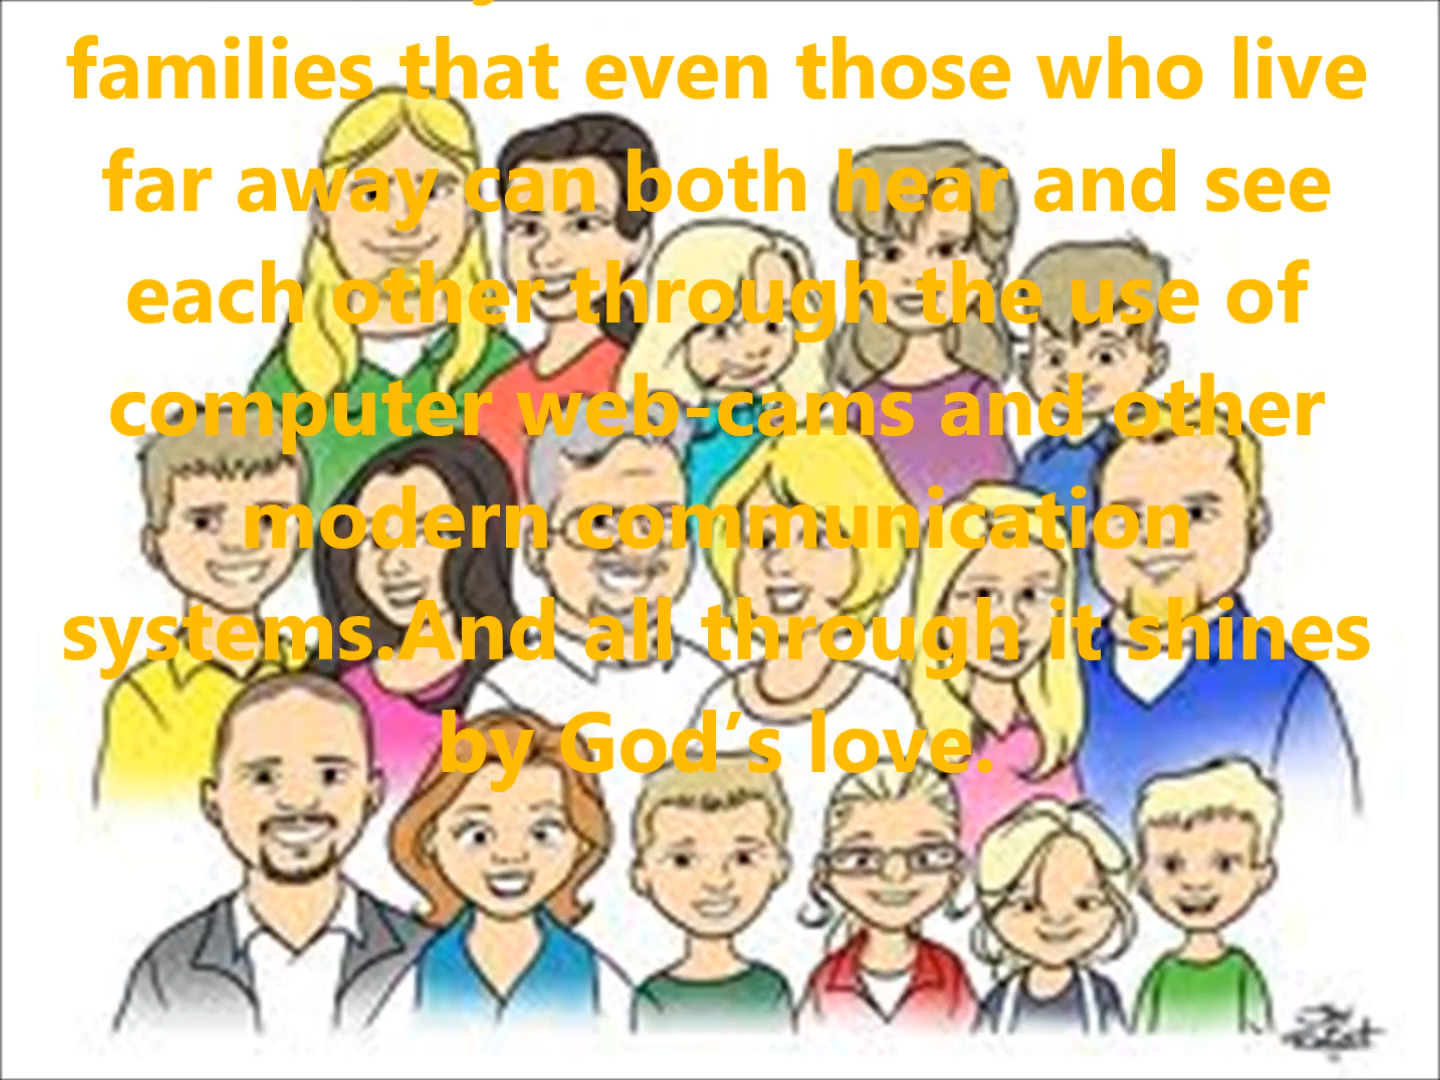 families that even those who live
far away can both hear and see
each other through the use of
computer web-cams and other
modern communication
systems.And all through it shines
by God’s love.